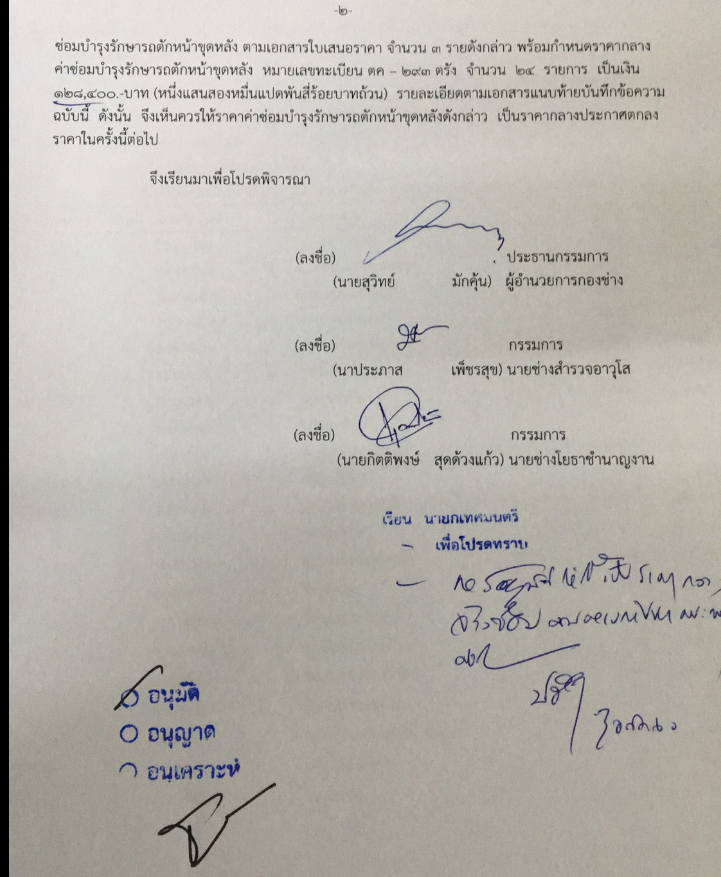 -๒-
ซ่อมบำรุงรักษารถตักหน้าขุดหลัง ตามเอกสารใบเสนอราคา จำนวน ๓ รายดังกล่าว พร้อมกำหนดราคากลาง
ค่าซ่อมบำรุงรักษารถตักหน้าขุดหลัง หมายเลขทะเบียน ตค – ๒๙๓ ตรัง จำนวน ๒๔ รายการ เป็นเงิน
๑๒๘,๔๐๐.-บาท (หนึ่งแสนสองหมื่นแปดพันสี่ร้อยบาทถ้วน) รายละเอียดตามเอกสารแนบท้ายบันทึกข้อความ
ฉบับนี้ ดังนั้น จึงเห็นควรให้ราคาค่าซ่อมบำรุงรักษารถตักหน้าขุดหลังดังกล่าว เป็นราคากลางประกาศตกลง
ราคาในครั้งนี้ต่อไป
จึงเรียนมาเพื่อโปรดพิจารณา
(ลงชื่อ) ประธานกรรมการ
(นายสุวิทย์ มักคุ้น) ผู้อำนวยการกองช่าง
(ลงชื่อ) กรรมการ
(นาประภาส เพ็ชรสุข) นายช่างสำรวจอาวุโส
(ลงชื่อ) กรรมการ
(นายกิตติพงษ์ สุดด้วงแก้ว) นายช่างโยธาชำนาญงาน
เรียน นายกเทศมนตรี
– เพื่อโปรดทราบ
อนุมัติ
อนุญาต
อนุเคราะห์